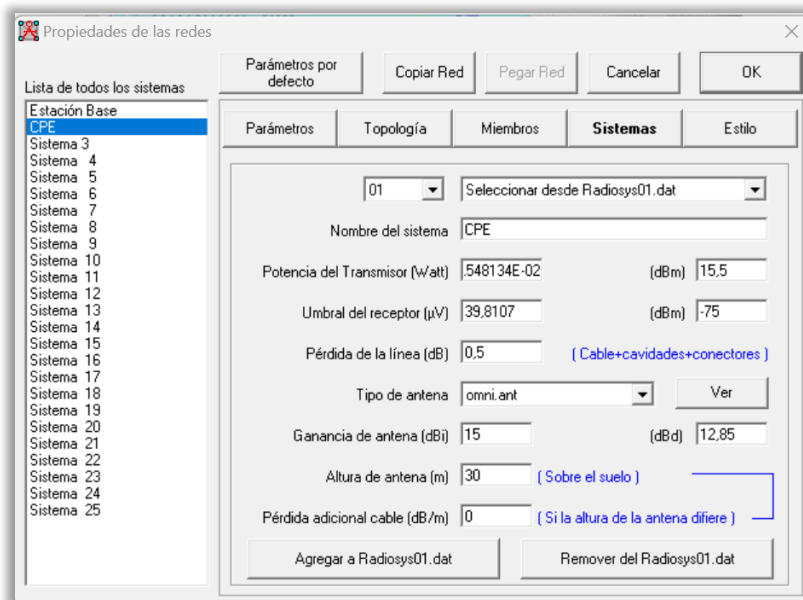 Propiedades de las redes
Parámetros por defecto
Copiar Red
Pegar Red
Cancelar
OK
Lista de todos los sistemas
Estación Base
CPE
Sistema 3
Sistema 4
Sistema 5
Sistema 6
Sistema 7
Sistema 8
Sistema 9
Sistema 10
Sistema 11
Sistema 12
Sistema 13
Sistema 14
Sistema 15
Sistema 16
Sistema 17
Sistema 18
Sistema 19
Sistema 20
Sistema 21
Sistema 22
Sistema 23
Sistema 24
Sistema 25
Parámetros Topología Miembros Sistemas Estilo
01 Seleccionar desde Radiosys01.dat
Nombre del sistema CPE
Potencia del Transmisor (Watt) .548134E-02 (dBm) 15,5
Umbral del receptor (µV) 39,8107 (dBm) -75
Pérdida de la línea (dB) 0,5 ( Cable+cavidades+conectores )
Tipo de antena omni.ant Ver
Ganancia de antena (dBi) 15 (dBd) 12,85
Altura de antena (m) 30 ( Sobre el suelo )
Pérdida adicional cable (dB/m) 0 ( Si la altura de la antena difiere )
Agregar a Radiosys01.dat Remover del Radiosys01.dat